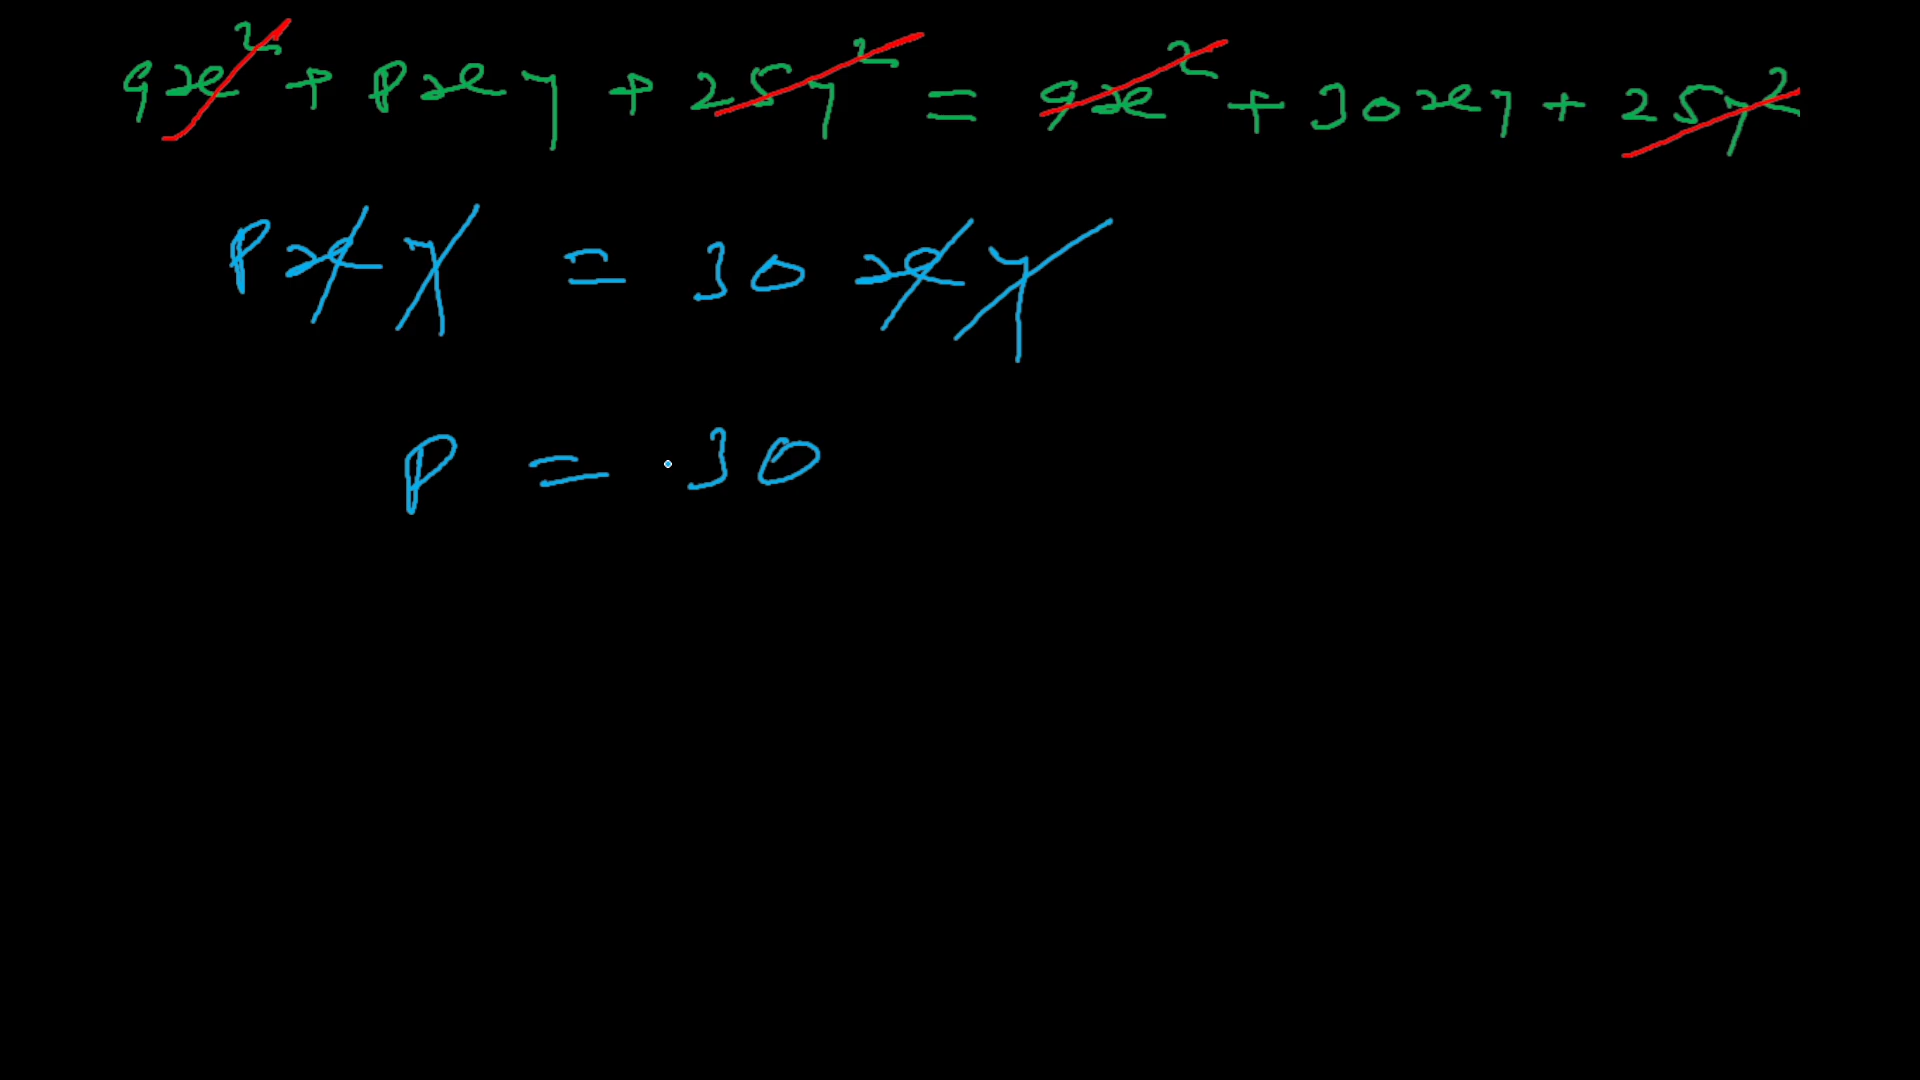 9x² + Pxy + 25y² = 9x² + 30xy + 25y²
Pxy = 30xy
P = 30